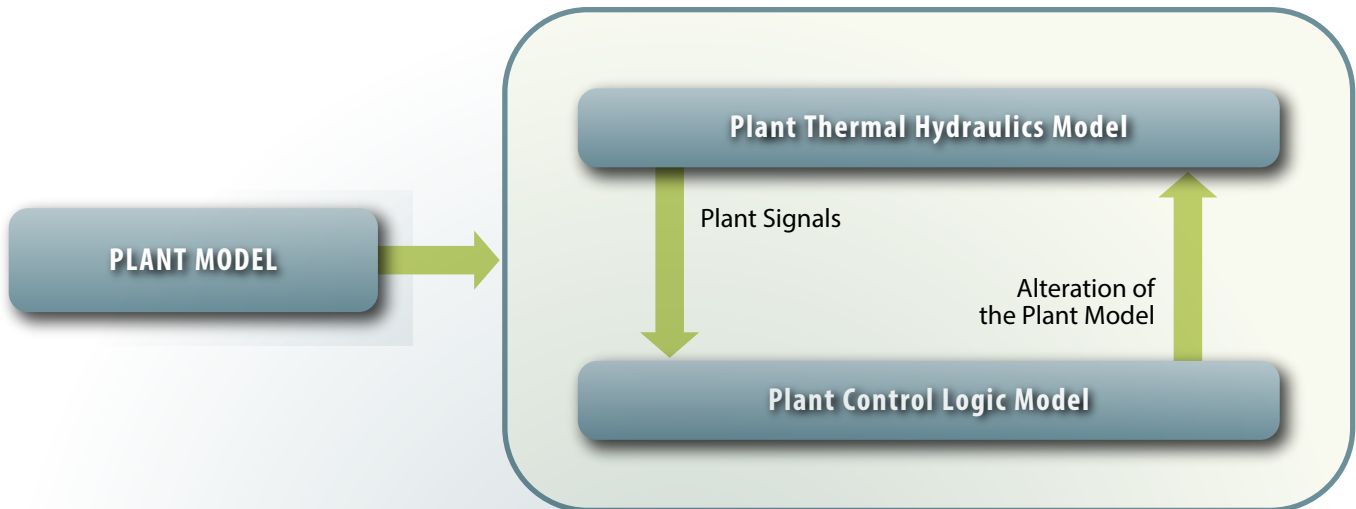 Plant Thermal Hydraulics Model
Plant Signals
PLANT MODEL
Alteration of
the Plant Model
Plant Control Logic Model